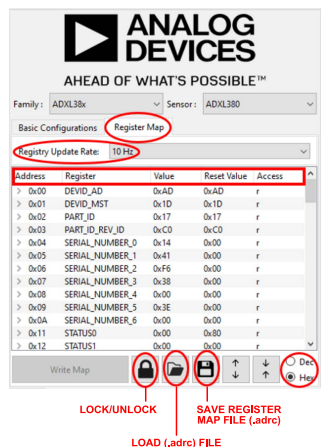 ANALOG
DEVICES
AHEAD OF WHAT'S POSSIBLE™
Family: ADXL38x Sensor: ADXL380
Basic Configurations Register Map
Registry Update Rate: 10 Hz
Address Register Value Reset Value Access
> 0x00 DEVID_AD 0xAD 0xAD r
> 0x01 DEVID_MST 0x1D 0x1D r
> 0x02 PART_ID 0x17 0x17 r
> 0x03 PART_ID_REV_ID 0xC0 0xC0 r
> 0x04 SERIAL_NUMBER_0 0x14 0x00 r
> 0x05 SERIAL_NUMBER_1 0x41 0x00 r
> 0x06 SERIAL_NUMBER_2 0xF6 0x00 r
> 0x07 SERIAL_NUMBER_3 0x38 0x00 r
> 0x08 SERIAL_NUMBER_4 0x00 0x00 r
> 0x09 SERIAL_NUMBER_5 0x3E 0x00 r
> 0x0A SERIAL_NUMBER_6 0x00 0x00 r
> 0x11 STATUS0 0x00 0x80 r
> 0x12 STATUS1 0x00 0x00 r
Write Map Dec
Hex
LOCK/UNLOCK SAVE REGISTER
MAP FILE (.adrc)
LOAD (.adrc) FILE